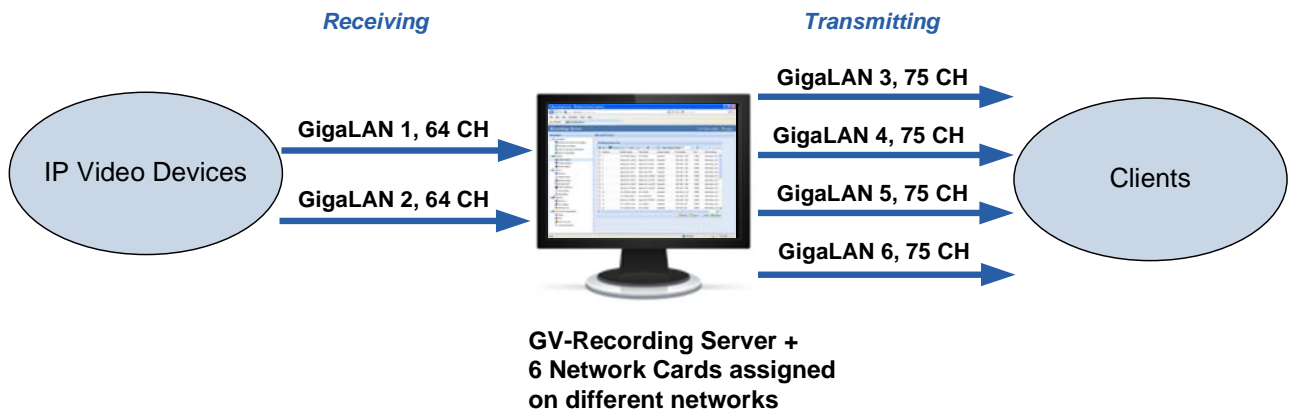 Receiving
Transmitting
IP Video Devices
GigaLAN 1, 64 CH
GigaLAN 2, 64 CH
GigaLAN 3, 75 CH
GigaLAN 4, 75 CH
GigaLAN 5, 75 CH
GigaLAN 6, 75 CH
Clients
GV-Recording Server +
6 Network Cards assigned
on different networks